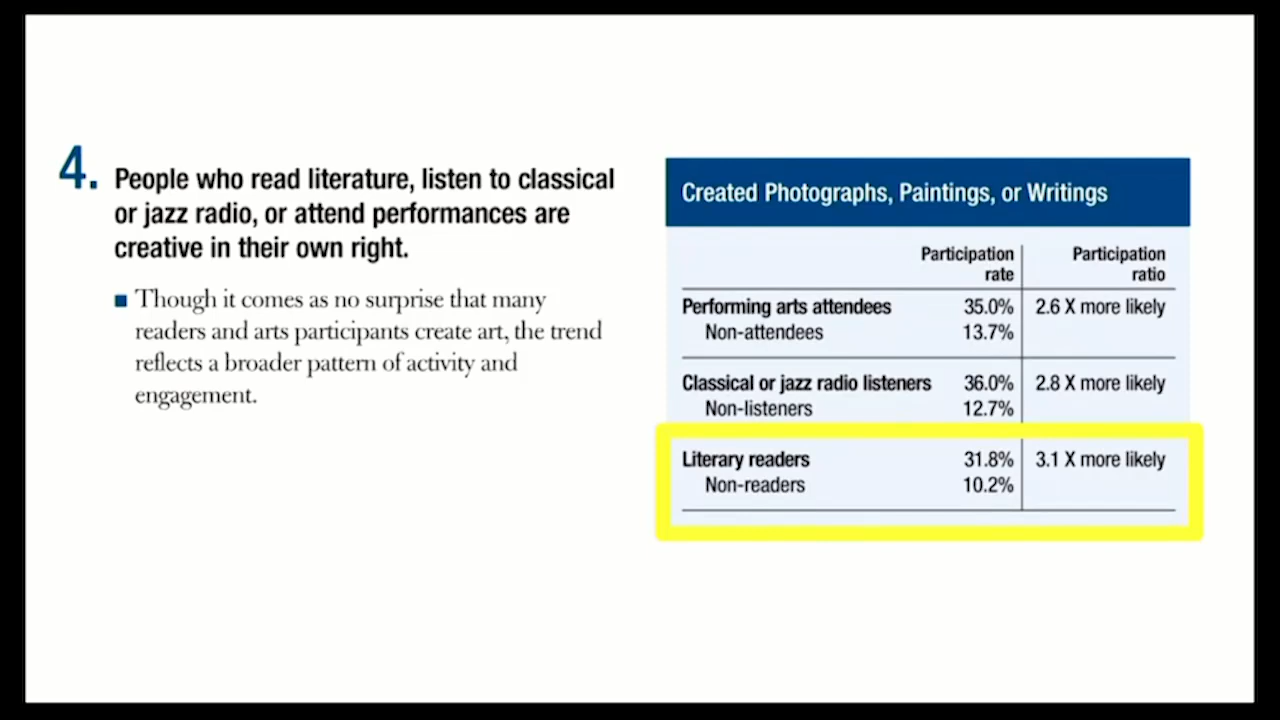 4. People who read literature, listen to classical
or jazz radio, or attend performances are
creative in their own right.
■ Though it comes as no surprise that many
readers and arts participants create art, the trend
reflects a broader pattern of activity and
engagement.
Created Photographs, Paintings, or Writings
Participation rate Participation ratio
Performing arts attendees 35.0% 2.6 X more likely
Non-attendees 13.7%
Classical or jazz radio listeners 36.0% 2.8 X more likely
Non-listeners 12.7%
Literary readers 31.8% 3.1 X more likely
Non-readers 10.2%